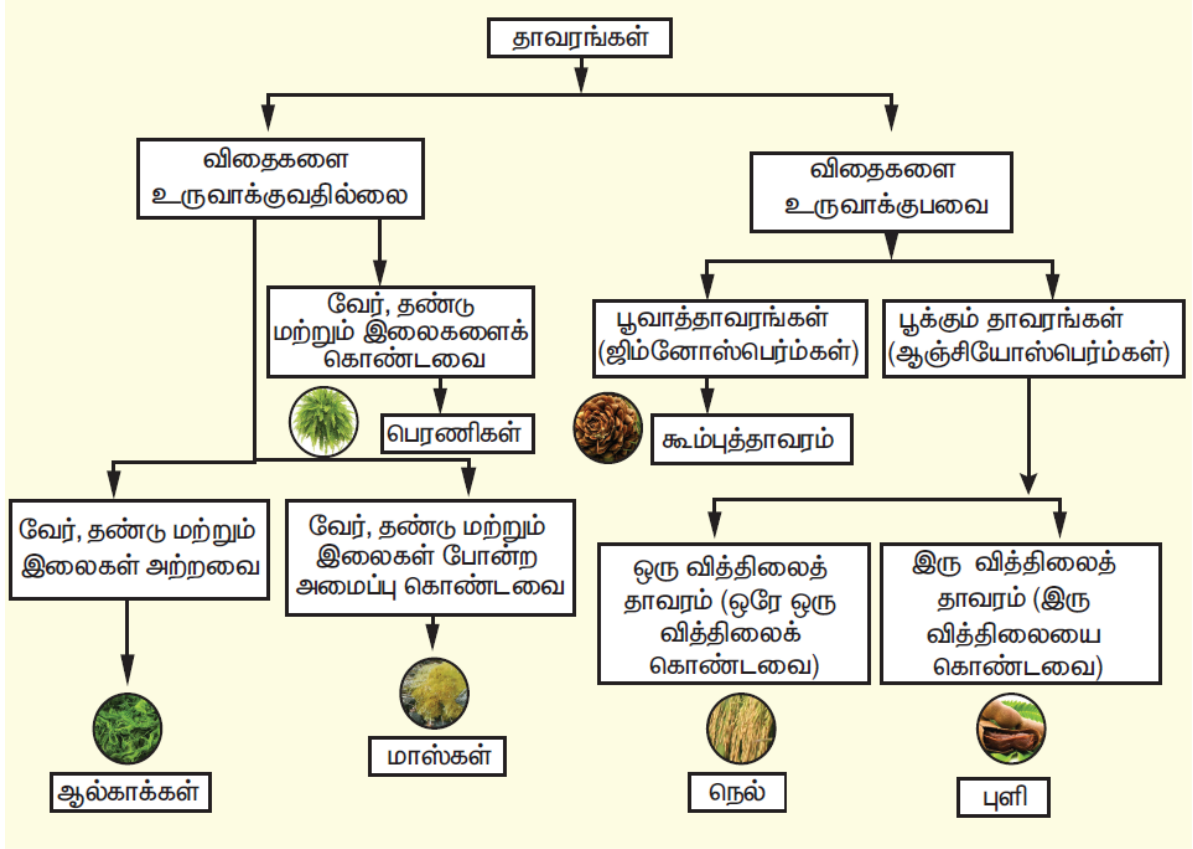 தாவரங்கள்
விதைகளை
உருவாக்குவதில்லை
விதைகளை
உருவாக்குபவை
வேர், தண்டு
மற்றும் இலைகளைக்
கொண்டவை
பூவாத்தாவரங்கள்
(ஜிம்னோஸ்பெர்ம்கள்)
பூக்கும் தாவரங்கள்
(ஆஞ்சியோஸ்பெர்ம்கள்)
பெரணிகள்
கூம்புத்தாவரம்
வேர், தண்டு மற்றும்
இலைகள் அற்றவை
வேர், தண்டு மற்றும்
இலைகள் போன்ற
அமைப்பு கொண்டவை
ஒரு வித்திலைத்
தாவரம் (ஒரே ஒரு
வித்திலைக்
கொண்டவை)
இரு வித்திலைத்
தாவரம் (இரு
வித்திலையை
கொண்டவை)
ஆல்காக்கள்
மாஸ்கள்
நெல்
புளி